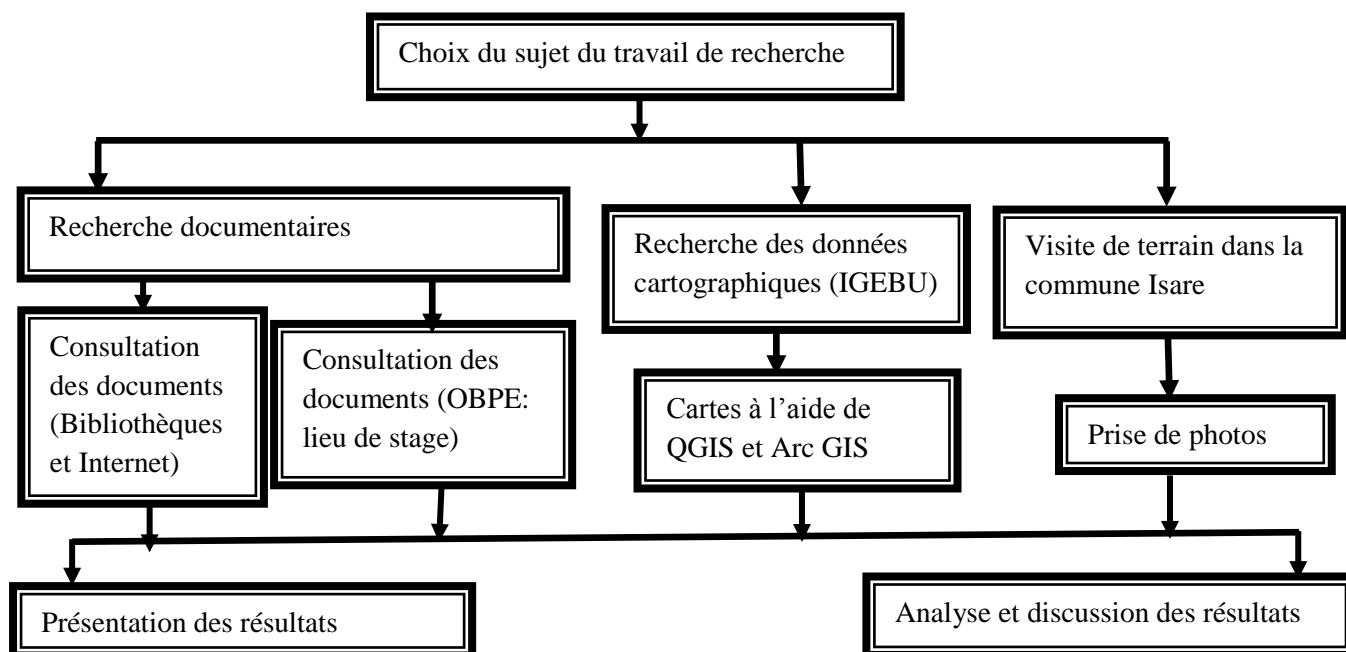 Choix du sujet du travail de recherche
Recherche documentaires
Recherche des données
cartographiques (IGEBU)
Visite de terrain dans la
commune Isare
Consultation
des documents
(Bibliothèques
et Internet)
Consultation des
documents (OBPE:
lieu de stage)
Cartes à l’aide de
QGIS et Arc GIS
Prise de photos
Présentation des résultats
Analyse et discussion des résultats